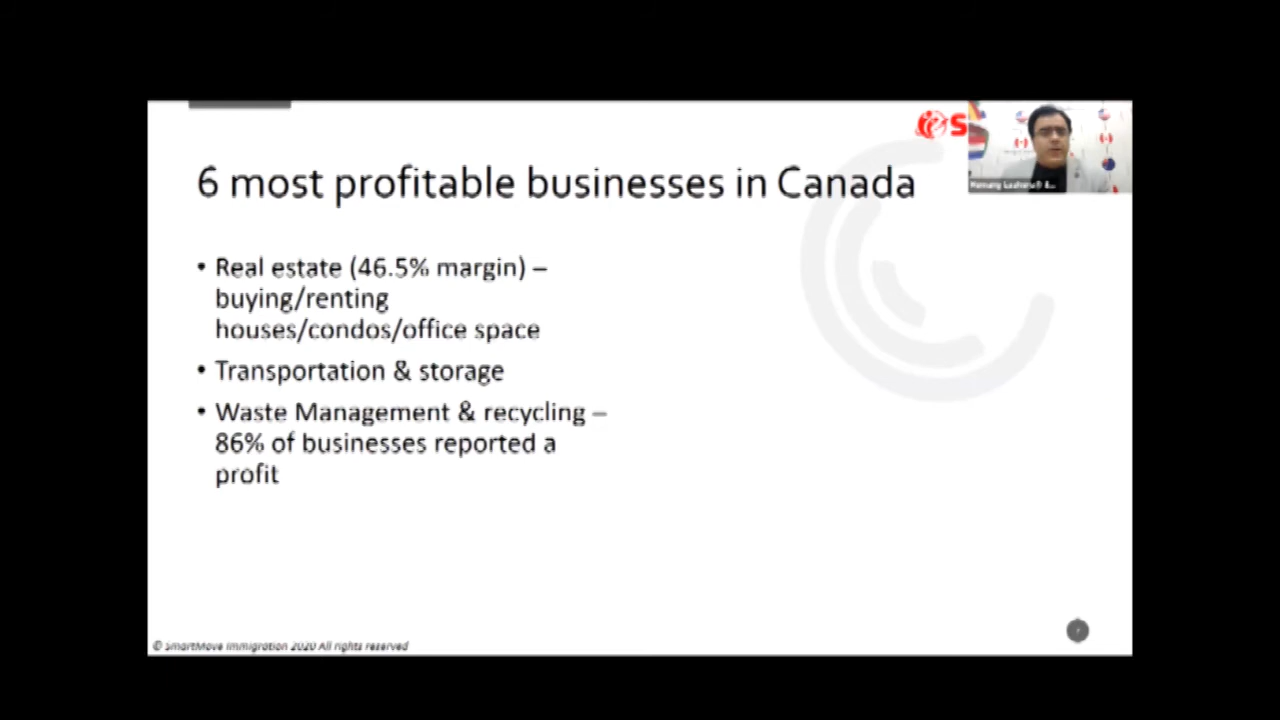 S
6 most profitable businesses in Canada
• Real estate (46.5% margin) –
buying/renting
houses/condos/office space
• Transportation & storage
• Waste Management & recycling –
86% of businesses reported a
profit
© SmartMove Immigration 2020 All rights reserved